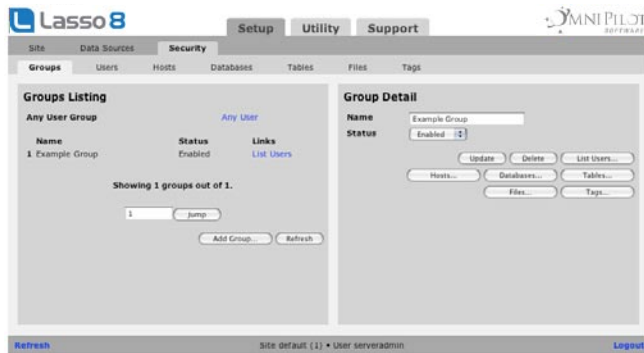 Lasso 8
Setup Utility Support
OMNIPILOT
SOFTWARE
Site Data Sources Security
Groups Users Hosts Databases Tables Files Tags
Groups Listing
Any User Group Any User
Name Status Links
1 Example Group Enabled List Users
Showing 1 groups out of 1.
1 Jump
Add Group... Refresh
Group Detail
Name Example Group
Status Enabled
Update Delete List Users...
Hosts... Databases... Tables...
Files... Tags...
Refresh Site default (1) • User serveradmin Logout